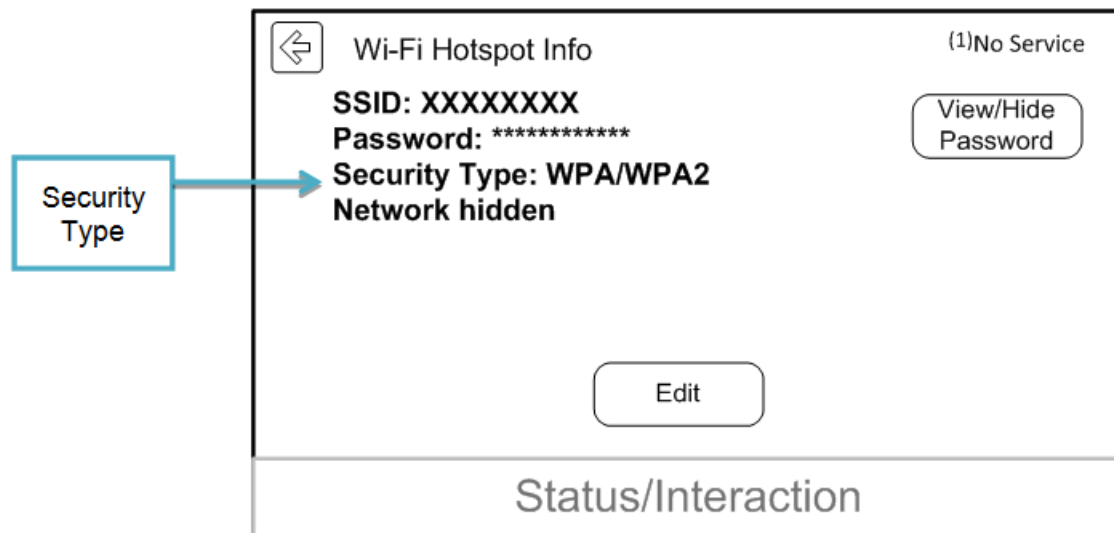 Wi-Fi Hotspot Info
(1)No Service
SSID: XXXXXXXX
Password: ************
View/Hide
Password
Security Type: WPA/WPA2
Network hidden
Security
Type
Edit
Status/Interaction